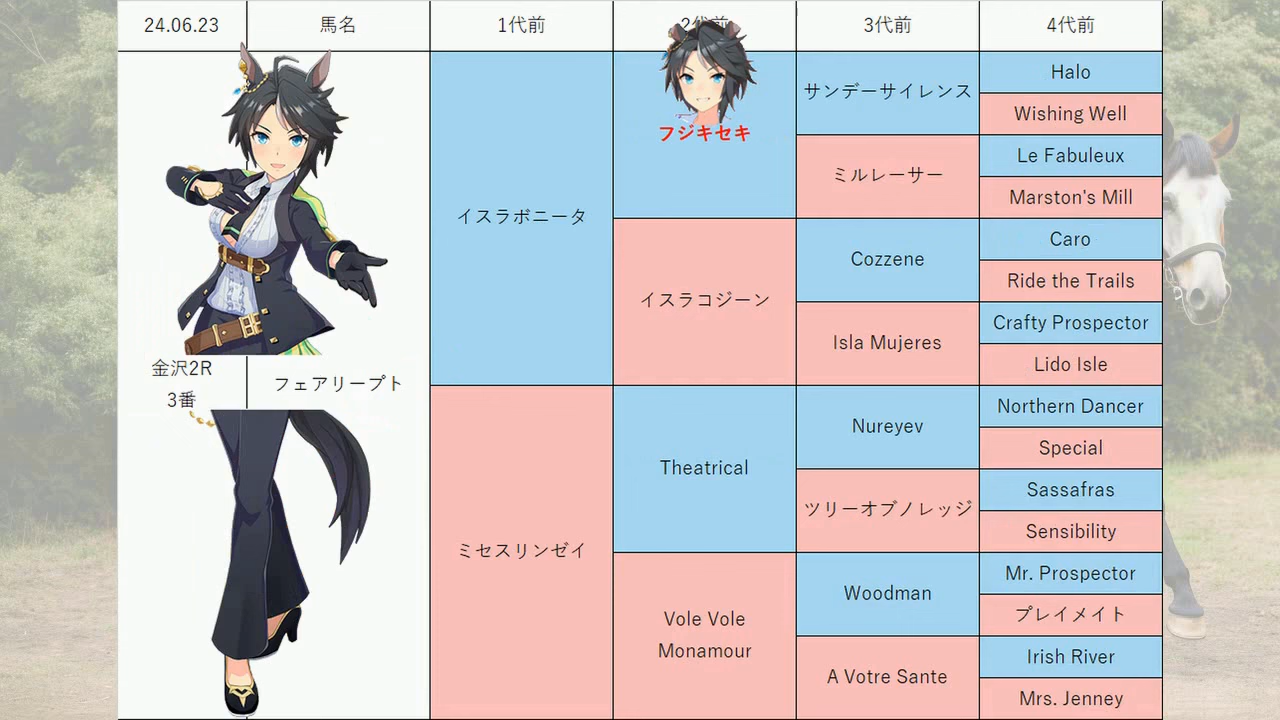 24.06.23
馬名
1代前
2代前
3代前
4代前
金沢2R
3番
フェアリープト
イスラボニータ
ミセスリンゼイ
フジキセキ
イスラコジーン
Theatrical
Vole Vole
Monamour
サンデーサイレンス
ミルレーサー
Cozzene
Isla Mujeres
Nureyev
ツリーオブノレッジ
Woodman
A Votre Sante
Halo
Wishing Well
Le Fabuleux
Marston's Mill
Caro
Ride the Trails
Crafty Prospector
Lido Isle
Northern Dancer
Special
Sassafras
Sensibility
Mr. Prospector
プレイメイト
Irish River
Mrs. Jenney